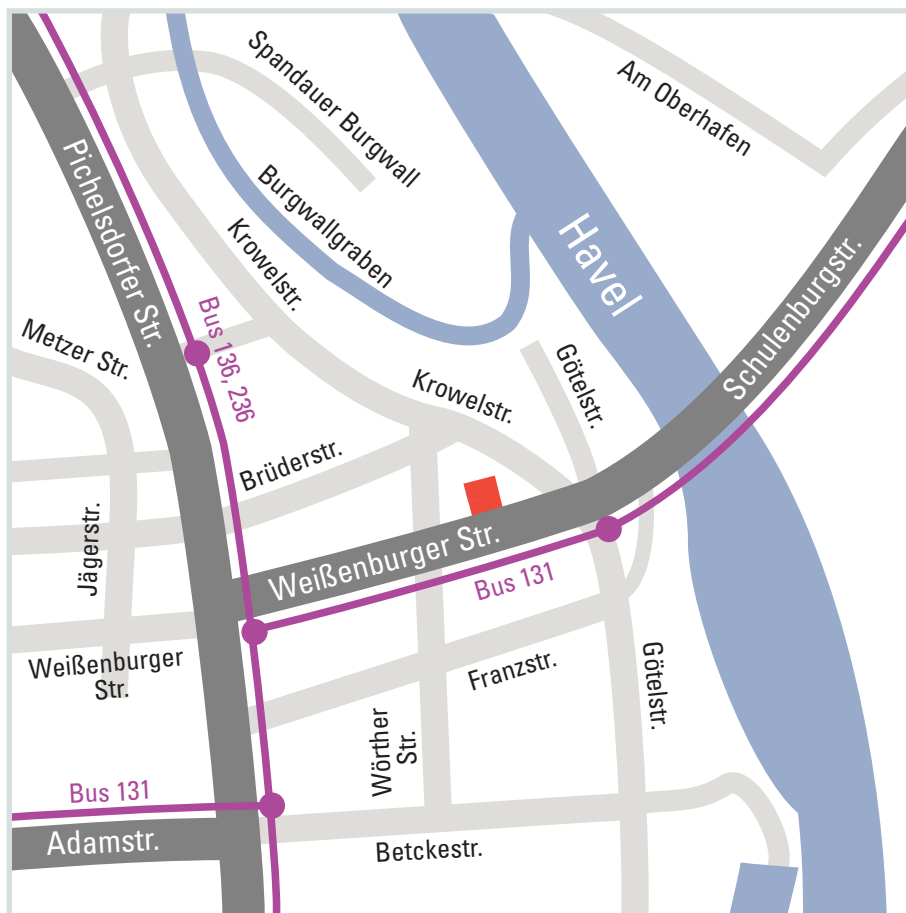 Spandauer Burgwall
Am Oberhafen
Pichelsdorfer Str.
Burgwallgraben
Krowelstr.
Havel
Schulenburgstr.
Bus 136, 236
Metzer Str.
Götelstr.
Krowelstr.
Brüderstr.
Jägerstr.
Weißenburger Str.
Bus 131
Weißenburger
Str.
Franzstr.
Götelstr.
Wörther
Str.
Bus 131
Adamstr.
Betckestr.